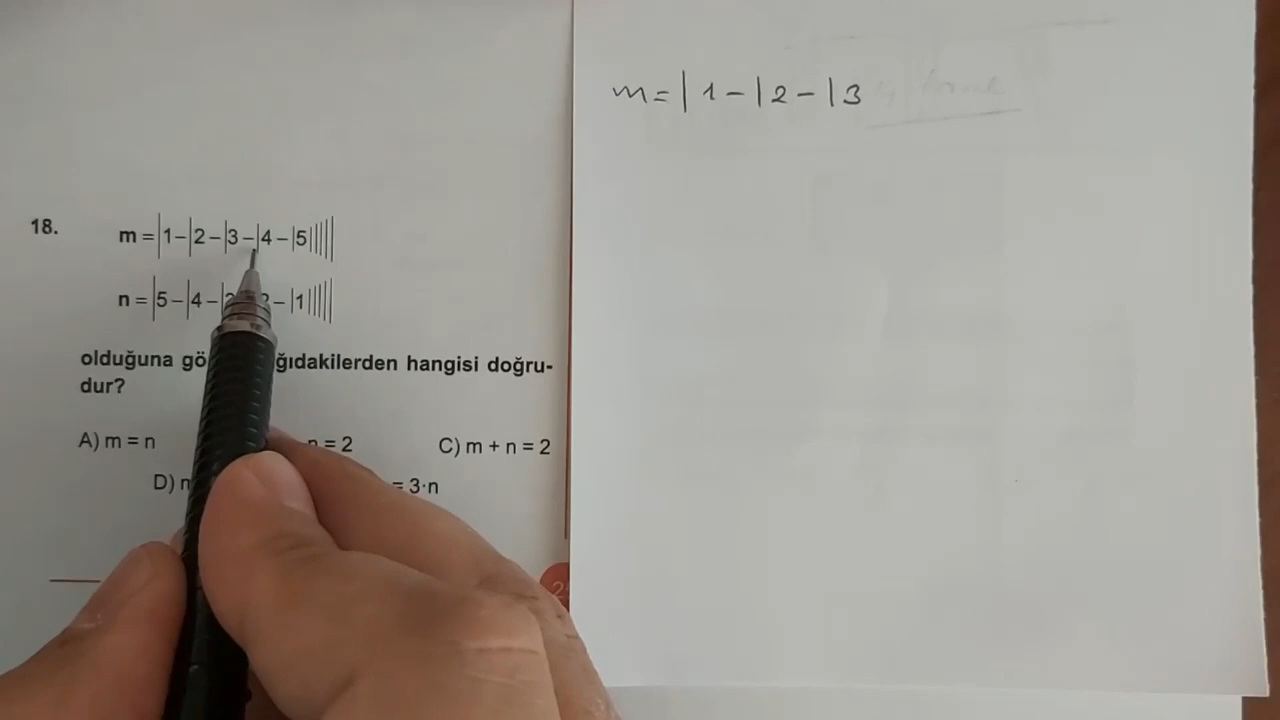 18.
m = |1-|2-|3-|4-|5|||||
n = |5-|4-| - |1|||||
olduğuna ğıdakilerden hangisi doğru-
dur?
A) m = n
n = 2
C) m + n = 2
D)
= 3·n
m = | 1 - | 2 - | 3